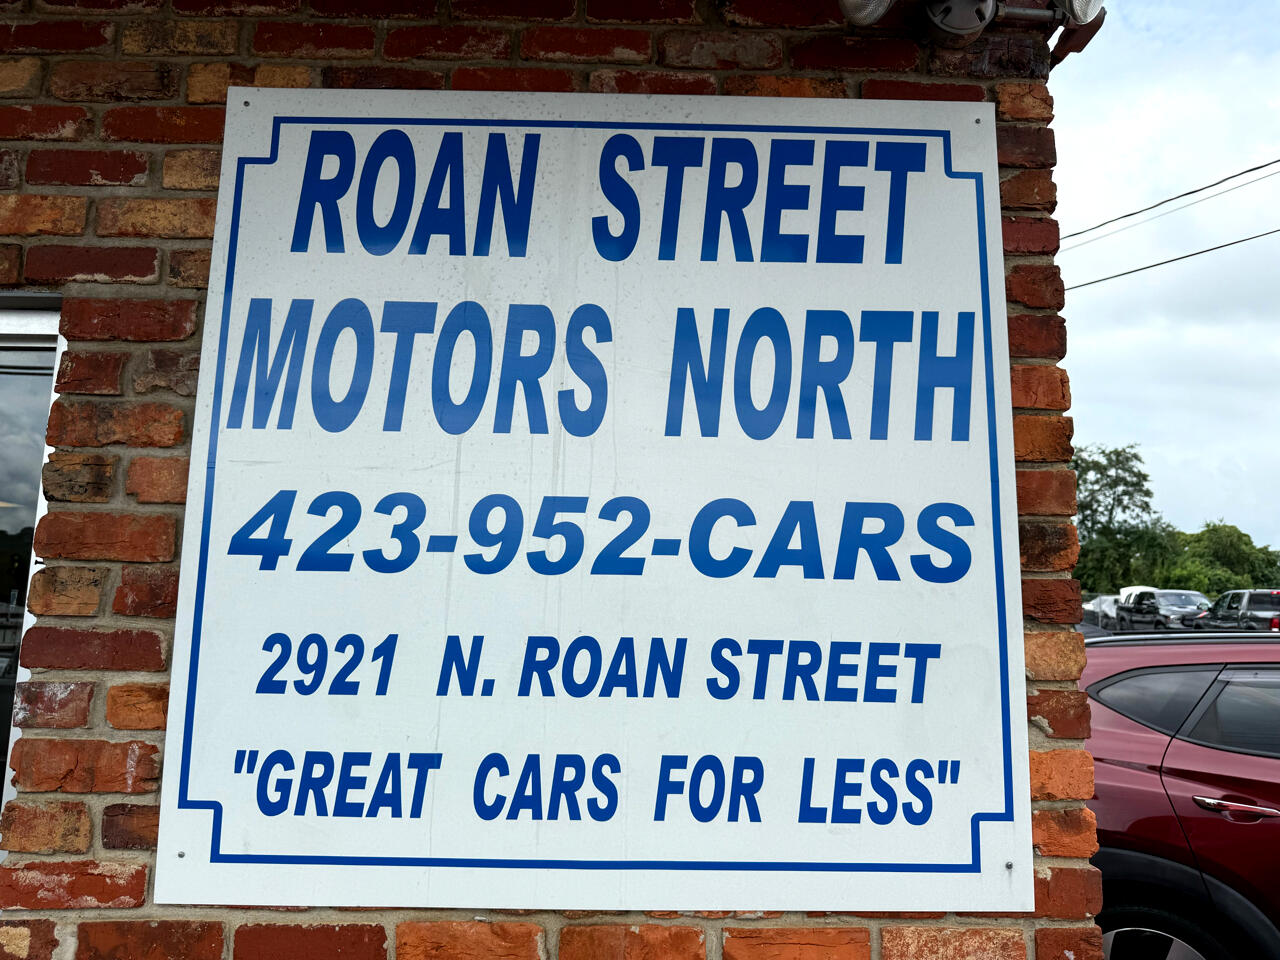 ROAN STREET
MOTORS NORTH
423-952-CARS
2921 N. ROAN STREET
"GREAT CARS FOR LESS"